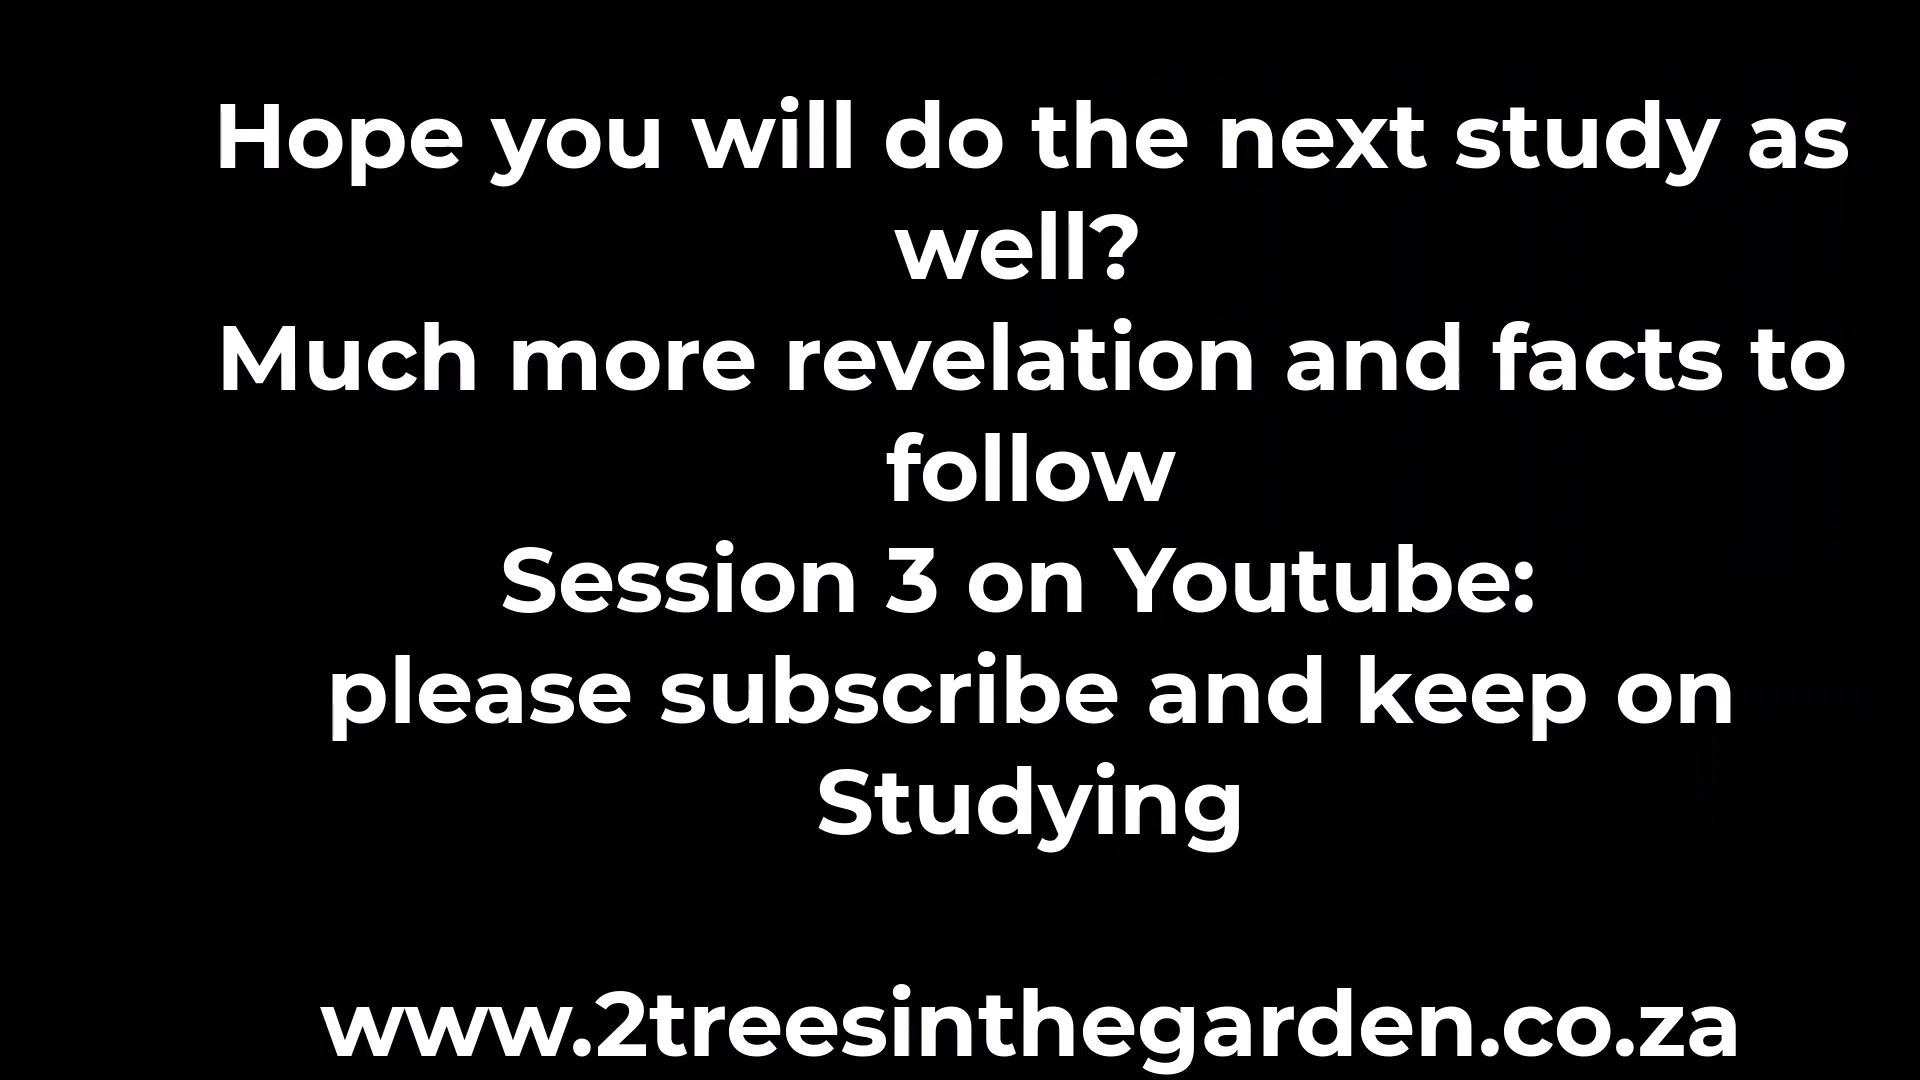 Hope you will do the next study as
well?
Much more revelation and facts to
follow
Session 3 on Youtube:
please subscribe and keep on
Studying
www.2treesinthegarden.co.za